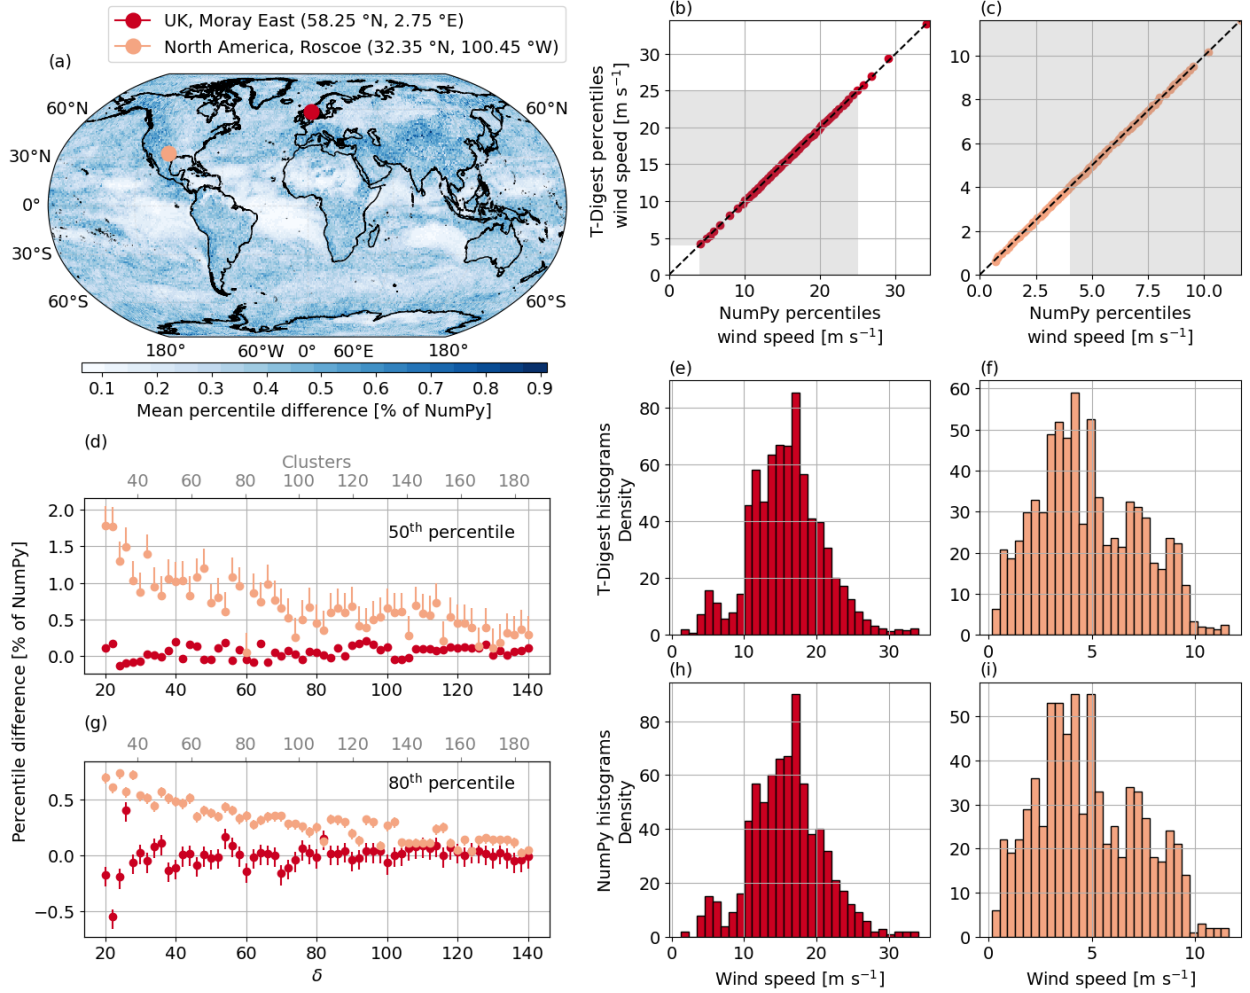 UK, Moray East (58.25 °N, 2.75 °E)
North America, Roscoe (32.35 °N, 100.45 °W)
(a)
60°N
60°N
30°N
30°N
0°
0°
30°S
30°S
60°S
60°S
180°
60°W
0°
60°E
180°
0.1 0.2 0.3 0.4 0.5 0.6 0.7 0.8 0.9
Mean percentile difference [% of NumPy]
(b)
T-Digest percentiles
wind speed [m s⁻¹]
30
25
20
15
10
5
0
0 10 20 30
NumPy percentiles
wind speed [m s⁻¹]
(c)
10
8
6
4
2
0
0.0 2.5 5.0 7.5 10.0
NumPy percentiles
wind speed [m s⁻¹]
(d)
Clusters
40 60 80 100 120 140 160 180
50th percentile
2.0
1.5
1.0
0.5
0.0
20 40 60 80 100 120 140
Percentile difference [% of NumPy]
(g)
40 60 80 100 120 140 160 180
80th percentile
0.5
0.0
−0.5
20 40 60 80 100 120 140
δ
(e)
T-Digest histograms
Density
80
60
40
20
0
0 10 20 30
(f)
60
50
40
30
20
10
0
0 5 10
(h)
NumPy histograms
Density
80
60
40
20
0
0 10 20 30
Wind speed [m s⁻¹]
(i)
50
40
30
20
10
0
0 5 10
Wind speed [m s⁻¹]